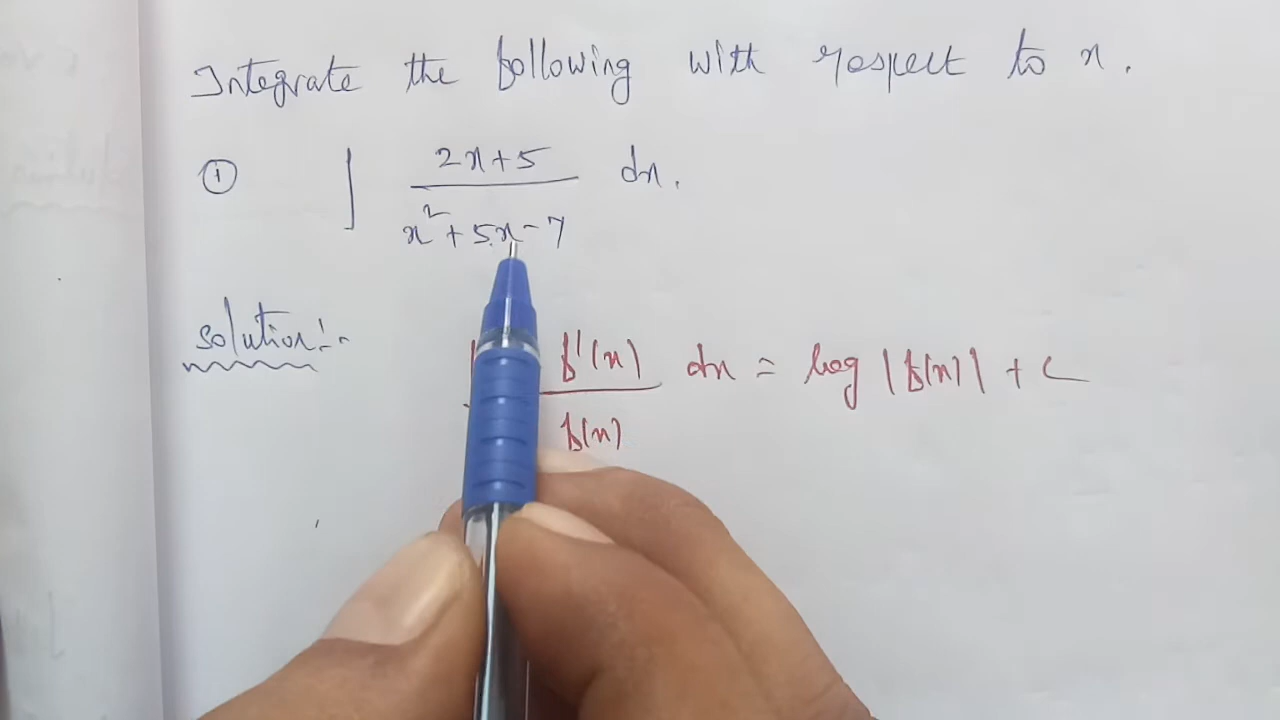 Integrate the following with respect to x.
① ∫ 2x+5 / x²+5x-7 dx.
Solution:-
f'(x) / f(x) dx = log |f(x)| + c